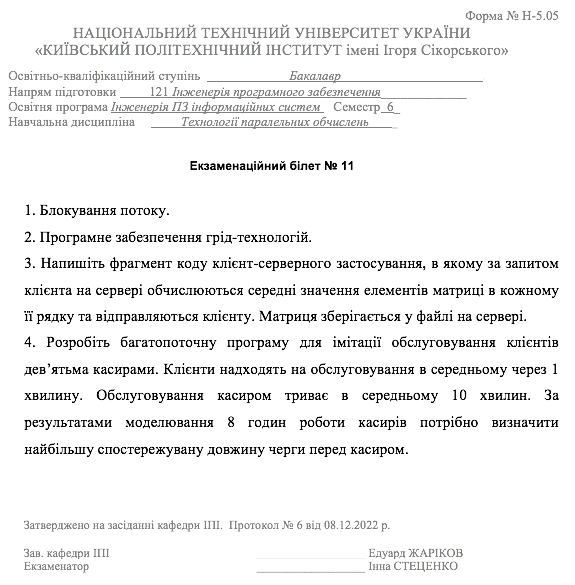 Форма № Н-5.05
НАЦІОНАЛЬНИЙ ТЕХНІЧНИЙ УНІВЕРСИТЕТ УКРАЇНИ
«КИЇВСЬКИЙ ПОЛІТЕХНІЧНИЙ ІНСТИТУТ імені Ігоря Сікорського»
Освітньо-кваліфікаційний ступінь Бакалавр
Напрям підготовки 121 Інженерія програмного забезпечення
Освітня програма Інженерія ПЗ інформаційних систем Семестр 6
Навчальна дисципліна Технології паралельних обчислень
Екзаменаційний білет № 11
1. Блокування потоку.
2. Програмне забезпечення грід-технологій.
3. Напишіть фрагмент коду клієнт-серверного застосування, в якому за запитом
клієнта на сервері обчислюються середні значення елементів матриці в кожному
її рядку та відправляються клієнту. Матриця зберігається у файлі на сервері.
4. Розробіть багатопоточну програму для імітації обслуговування клієнтів
дев’ятьма касирами. Клієнти надходять на обслуговування в середньому через 1
хвилину. Обслуговування касиром триває в середньому 10 хвилин. За
результатами моделювання 8 годин роботи касирів потрібно визначити
найбільшу спостережувану довжину черги перед касиром.
Затверджено на засіданні кафедри ІПІ. Протокол № 6 від 08.12.2022 р.
Зав. кафедри ІПІ Едуард ЖАРІКОВ
Екзаменатор Інна СТЕЦЕНКО